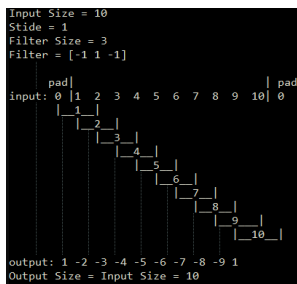 Input Size = 10
Stide = 1
Filter Size = 3
Filter = [-1 1 -1]
pad| | pad
input: 0 |1 2 3 4 5 6 7 8 9 10| 0
|__1__|
|__2__|
|__3__|
|__4__|
|__5__|
|__6__|
|__7__|
|__8__|
|__9___|
|__10__|
output: 1 -2 -3 -4 -5 -6 -7 -8 -9 1
Output Size = Input Size = 10